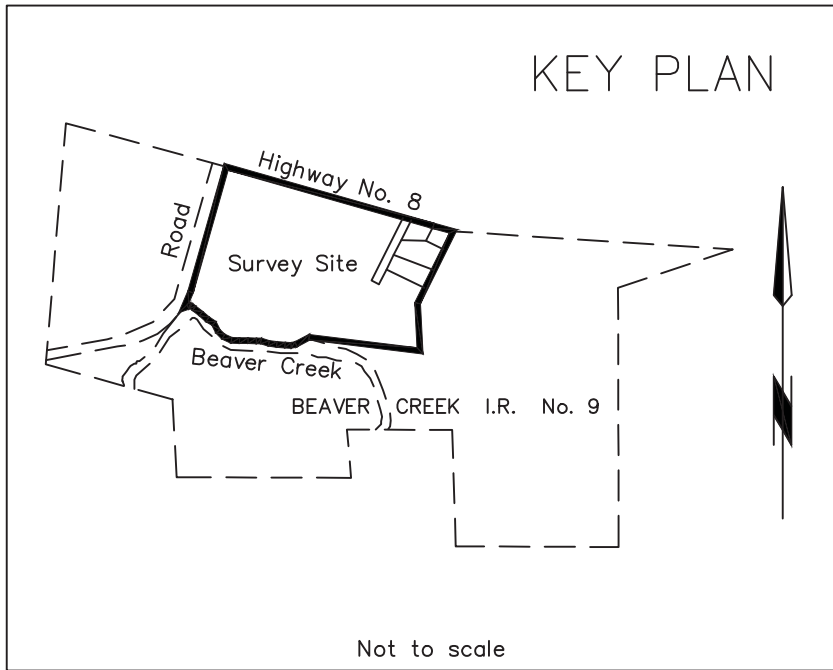 KEY PLAN
Highway No. 8
Road
Survey Site
Beaver Creek
BEAVER CREEK I.R. No. 9
N
Not to scale